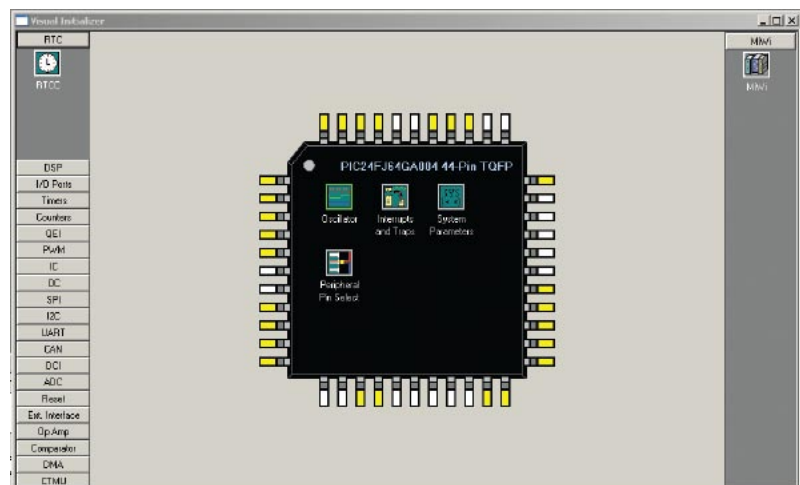 Visual Initializer
RTC
RTCC
DSP
I/O Ports
Timers
Counters
QEI
PWM
IC
OC
SPI
I2C
UART
CAN
DCI
ADC
Reset
Ext. Interface
Op.Amp
Comparator
DMA
CTMU
PIC24FJ64GA004 44-Pin TQFP
Oscillator
Interrupts
and Traps
System
Parameters
Peripheral
Pin Select
MiWi
MiWi